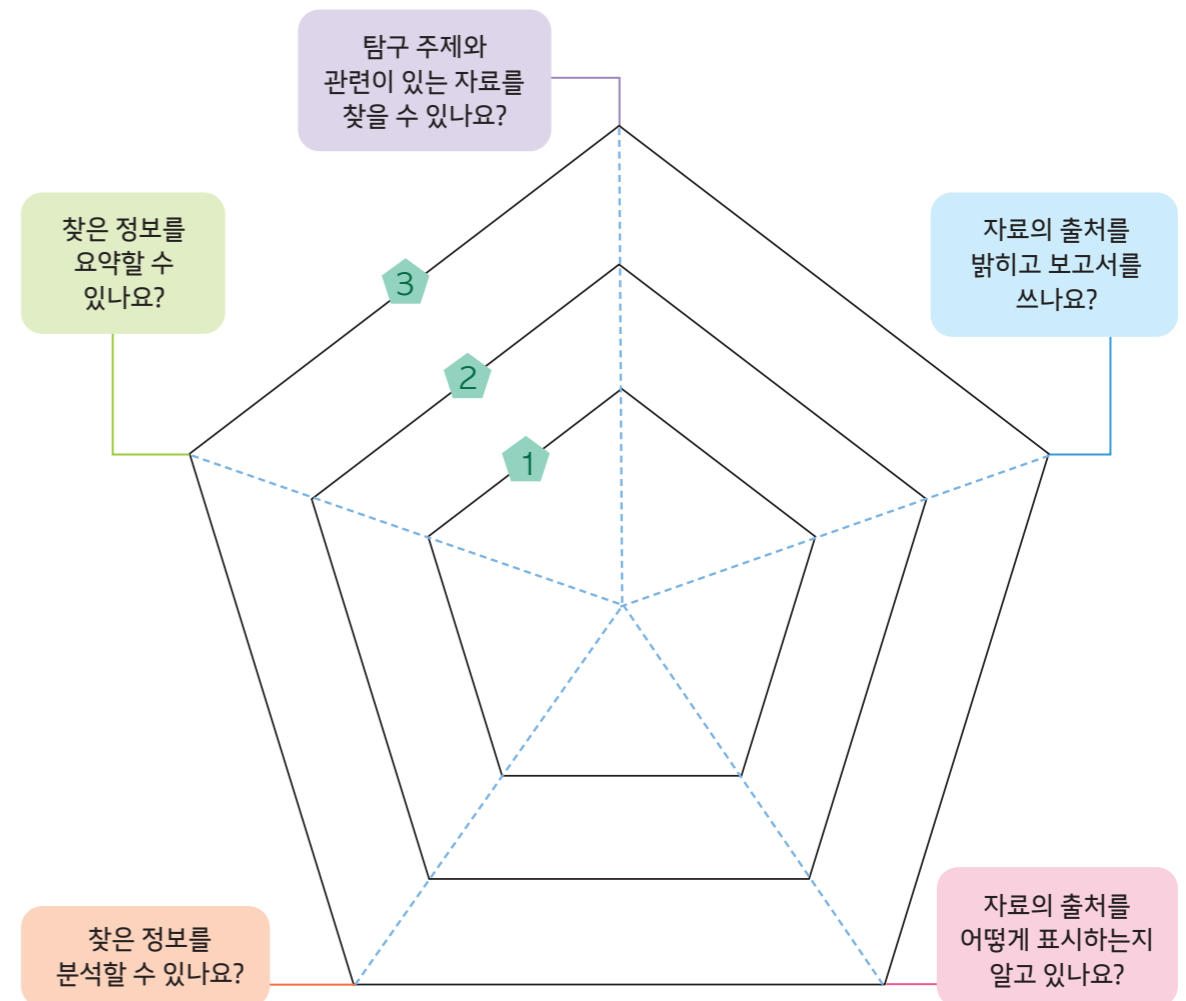 탐구 주제와
관련이 있는 자료를
찾을 수 있나요?
찾은 정보를
요약할 수
있나요?
자료의 출처를
밝히고 보고서를
쓰나요?
3
2
1
찾은 정보를
분석할 수 있나요?
자료의 출처를
어떻게 표시하는지
알고 있나요?